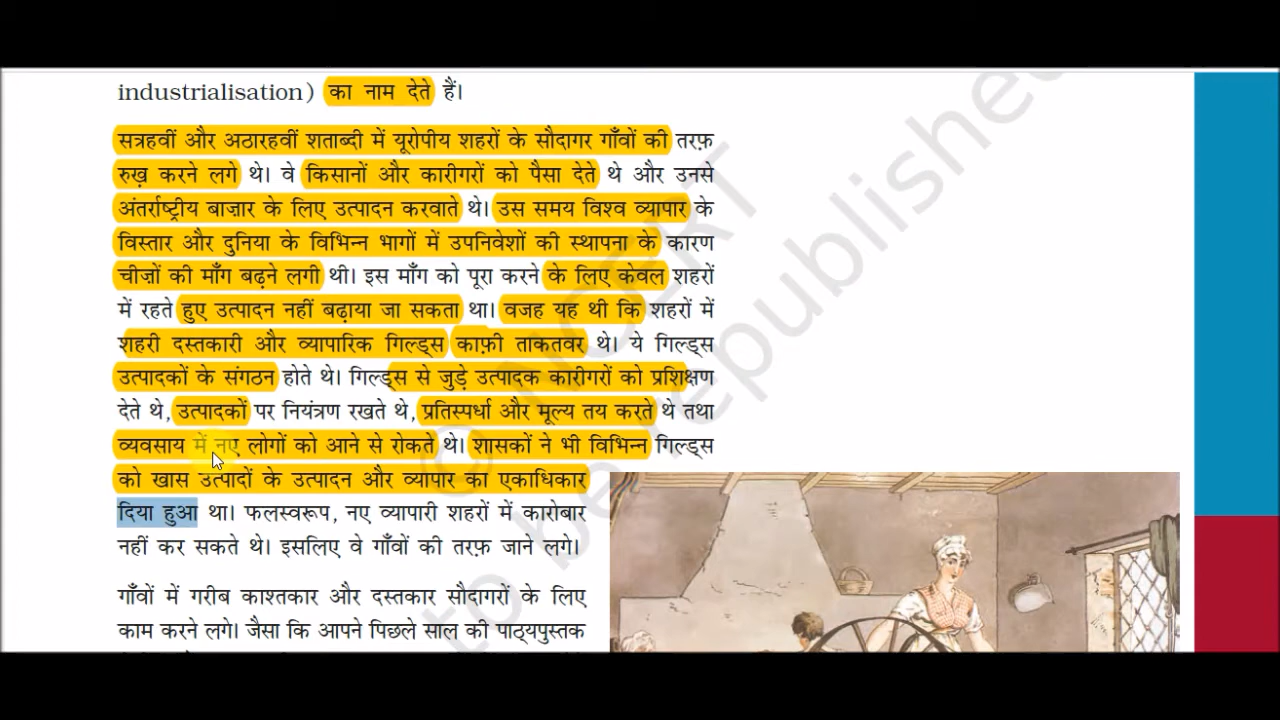 industrialisation) का नाम देते हैं।
सत्रहवीं और अठारहवीं शताब्दी में यूरोपीय शहरों के सौदागर गाँवों की तरफ़
रुख़ करने लगे थे। वे किसानों और कारीगरों को पैसा देते थे और उनसे
अंतर्राष्ट्रीय बाज़ार के लिए उत्पादन करवाते थे। उस समय विश्व व्यापार के
विस्तार और दुनिया के विभिन्न भागों में उपनिवेशों की स्थापना के कारण
चीज़ों की माँग बढ़ने लगी थी। इस माँग को पूरा करने के लिए केवल शहरों
में रहते हुए उत्पादन नहीं बढ़ाया जा सकता था। वजह यह थी कि शहरों में
शहरी दस्तकारी और व्यापारिक गिल्ड्स काफ़ी ताकतवर थे। ये गिल्ड्स
उत्पादकों के संगठन होते थे। गिल्ड्स से जुड़े उत्पादक कारीगरों को प्रशिक्षण
देते थे, उत्पादकों पर नियंत्रण रखते थे, प्रतिस्पर्धा और मूल्य तय करते थे तथा
व्यवसाय में नए लोगों को आने से रोकते थे। शासकों ने भी विभिन्न गिल्ड्स
को खास उत्पादों के उत्पादन और व्यापार का एकाधिकार
दिया हुआ था। फलस्वरूप, नए व्यापारी शहरों में कारोबार
नहीं कर सकते थे। इसलिए वे गाँवों की तरफ़ जाने लगे।
गाँवों में गरीब काश्तकार और दस्तकार सौदागरों के लिए
काम करने लगे। जैसा कि आपने पिछले साल की पाठ्यपुस्तक
© NCERT
to be republished